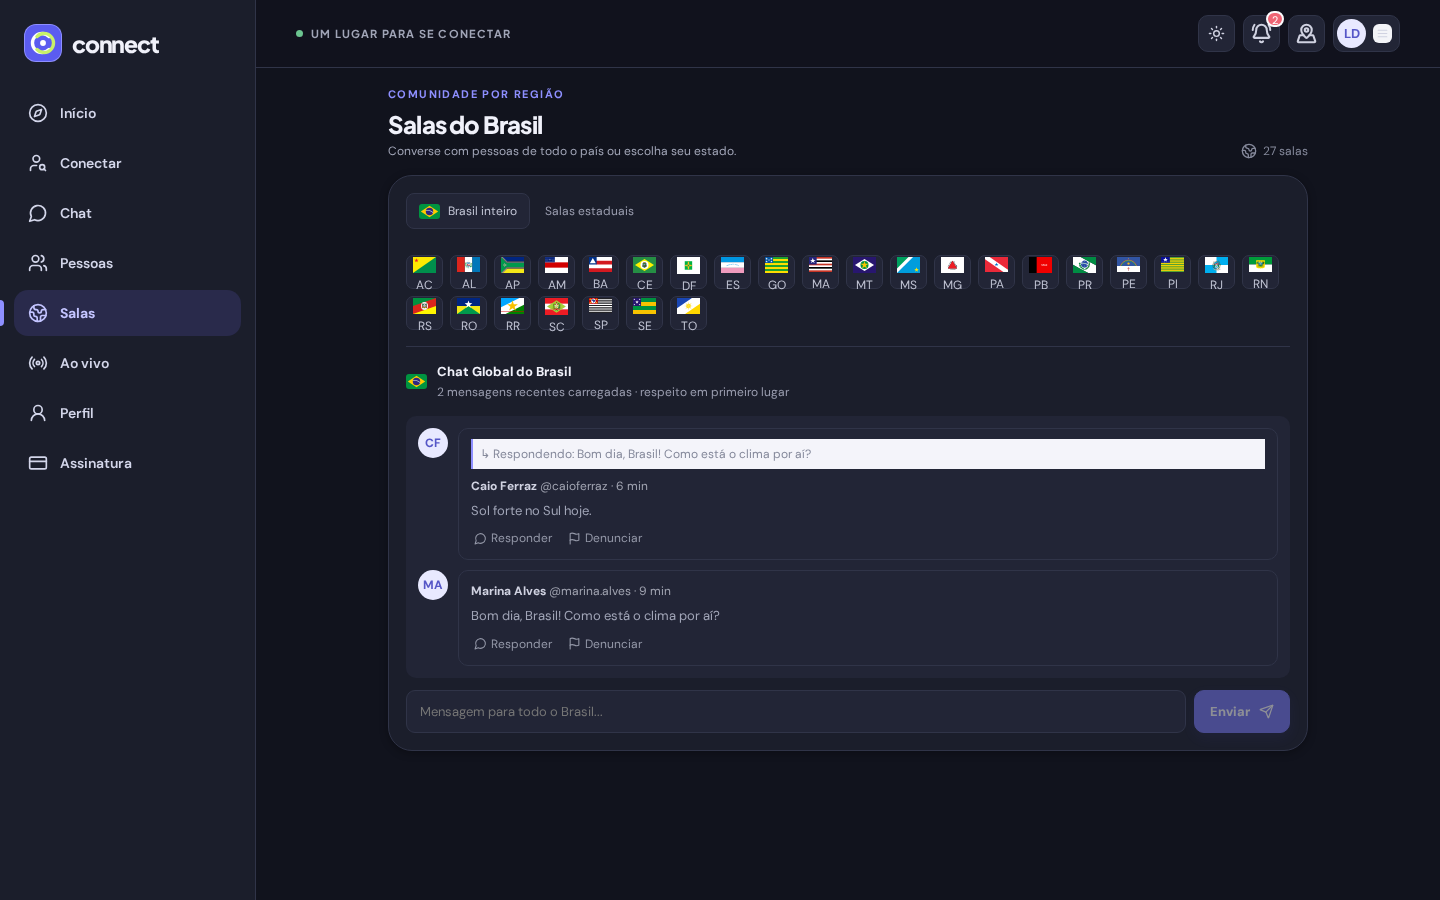 connect
Início
Conectar
Chat
Pessoas
Salas
Ao vivo
Perfil
Assinatura
UM LUGAR PARA SE CONECTAR
2
LD
COMUNIDADE POR REGIÃO
Salas do Brasil
Converse com pessoas de todo o país ou escolha seu estado.
27 salas
Brasil inteiro
Salas estaduais
AC AL AP AM BA CE DF ES GO MA MT MS MG PA PB PR PE PI RJ RN
RS RO RR SC SP SE TO
Chat Global do Brasil
2 mensagens recentes carregadas · respeito em primeiro lugar
CF
↳ Respondendo: Bom dia, Brasil! Como está o clima por aí?
Caio Ferraz @caioferraz · 6 min
Sol forte no Sul hoje.
Responder Denunciar
MA
Marina Alves @marina.alves · 9 min
Bom dia, Brasil! Como está o clima por aí?
Responder Denunciar
Mensagem para todo o Brasil...
Enviar